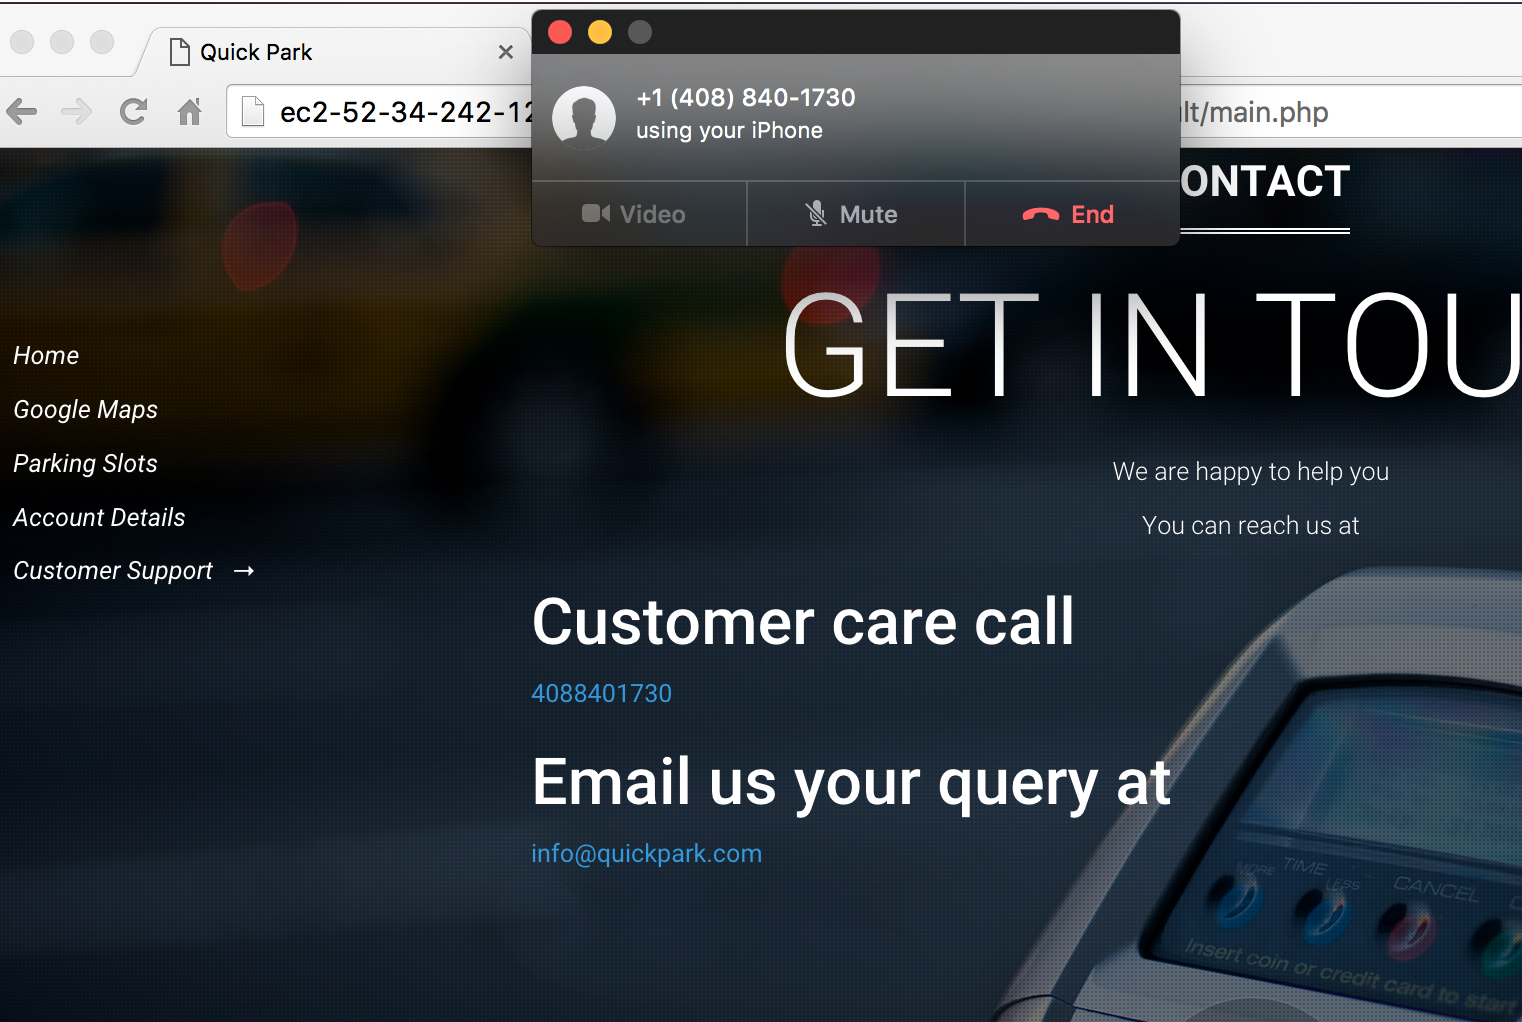 Quick Park
ec2-52-34-242-12
lt/main.php
+1 (408) 840-1730
using your iPhone
Video
Mute
End
ONTACT
GET IN TOU
Home
Google Maps
Parking Slots
Account Details
Customer Support →
We are happy to help you
You can reach us at
Customer care call
4088401730
Email us your query at
info@quickpark.com
MORE TIME
LESS
CANCEL
Insert coin or credit card to start